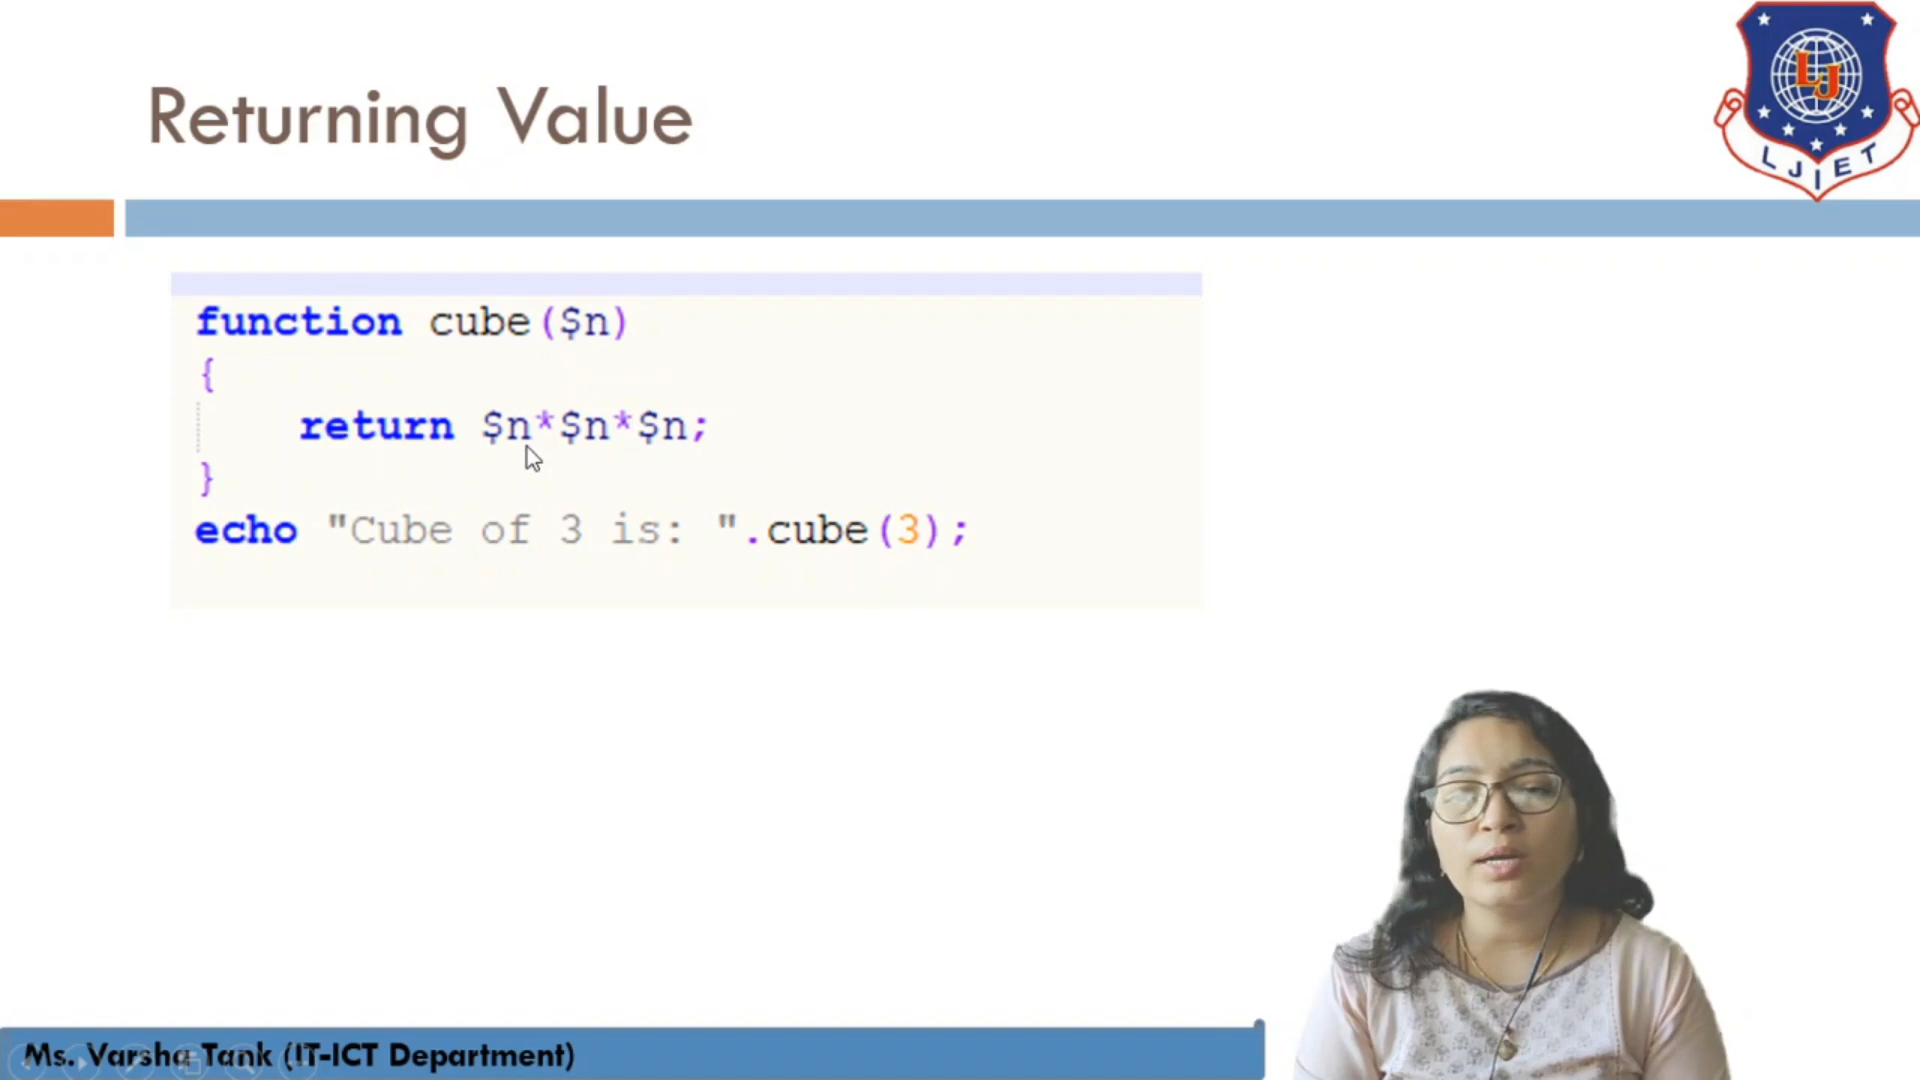 Returning Value
LJ
LJIET
function cube($n)
{
return $n*$n*$n;
}
echo "Cube of 3 is: ".cube(3);
Ms. Varsha Tank (IT-ICT Department)